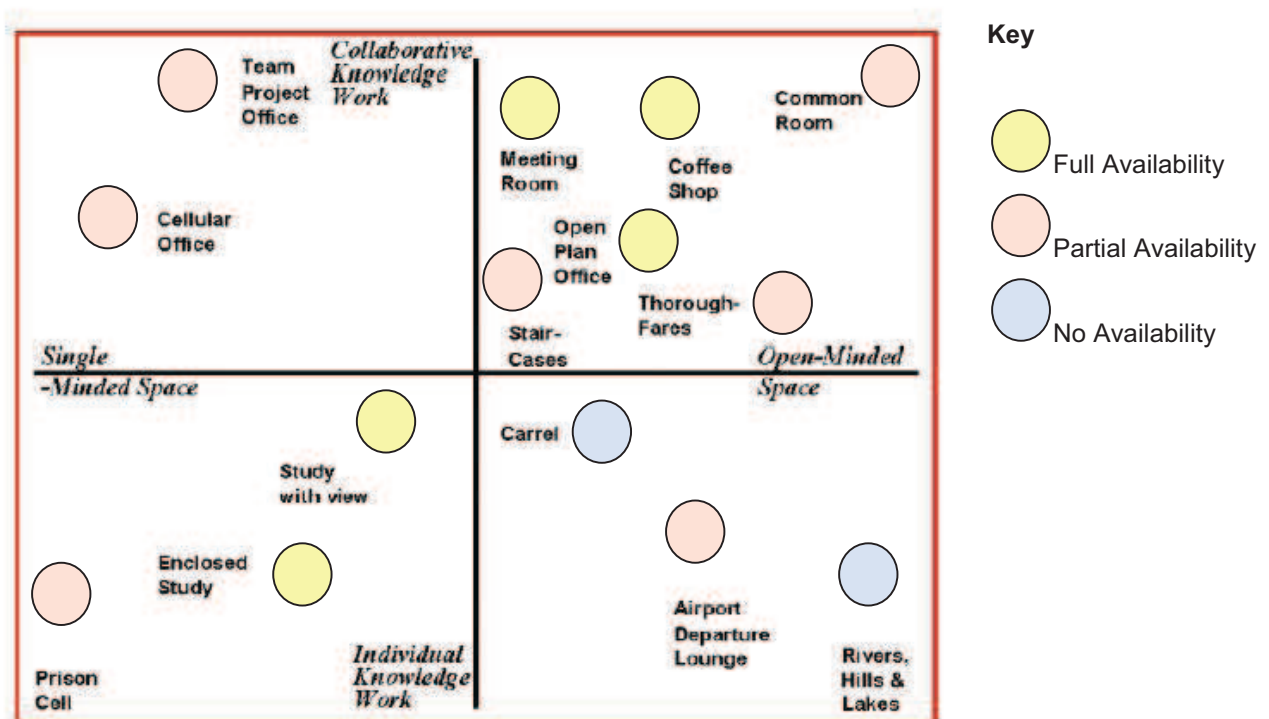 Team
Project
Office
Collaborative
Knowledge
Work
Common
Room
Meeting
Room
Coffee
Shop
Cellular
Office
Open
Plan
Office
Thorough-
Fares
Stair-
Cases
Single
-Minded Space
Open-Minded
Space
Study
with view
Carrel
Enclosed
Study
Prison
Cell
Individual
Knowledge
Work
Airport
Departure
Lounge
Rivers,
Hills &
Lakes
Key
Full Availability
Partial Availability
No Availability